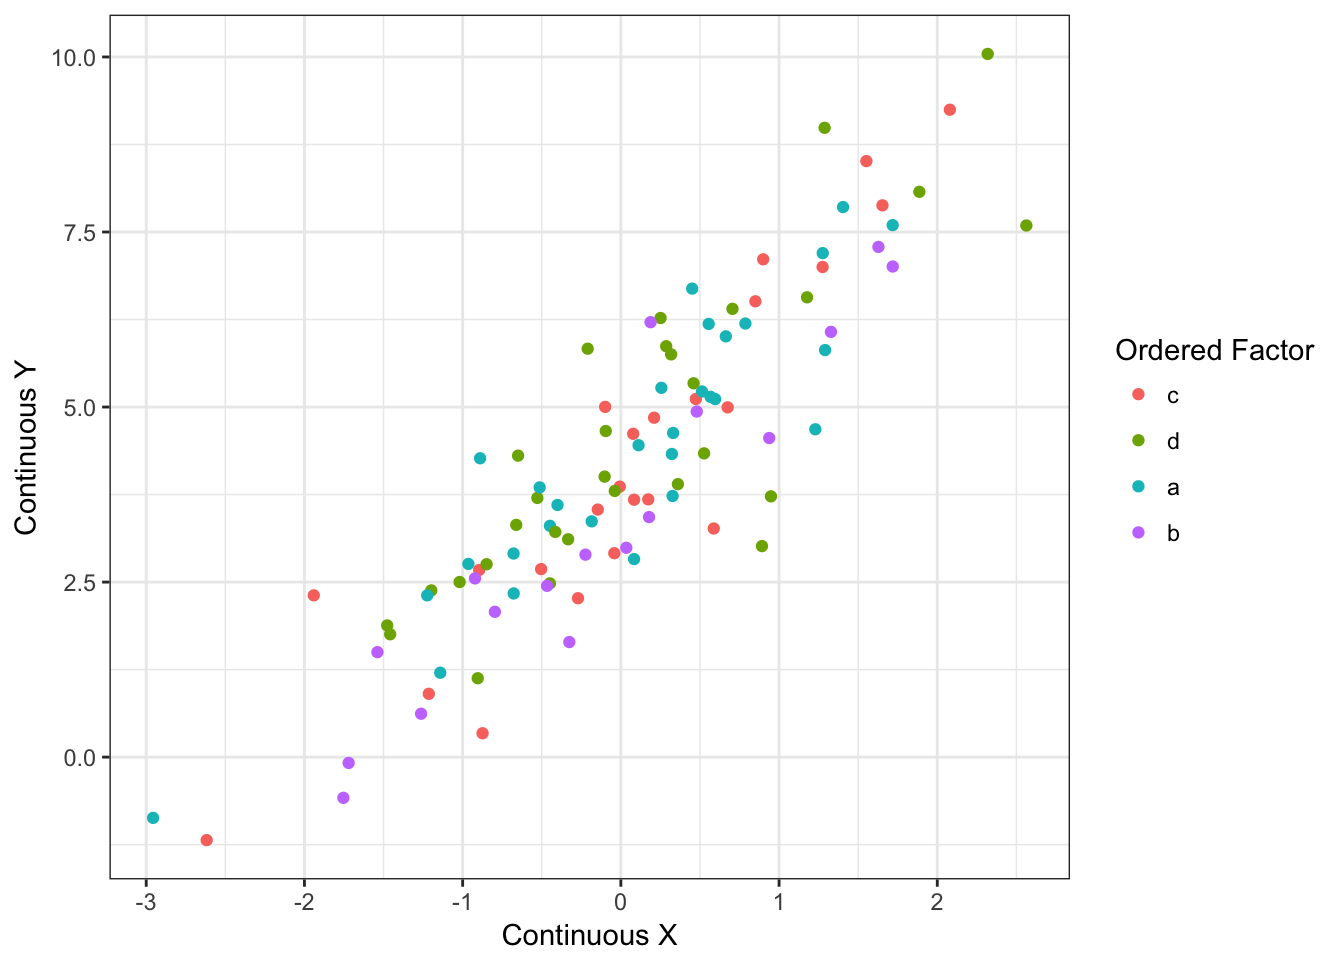 10.0
7.5
5.0
2.5
0.0
Continuous Y
-3 -2 -1 0 1 2
Continuous X
Ordered Factor
c
d
a
b